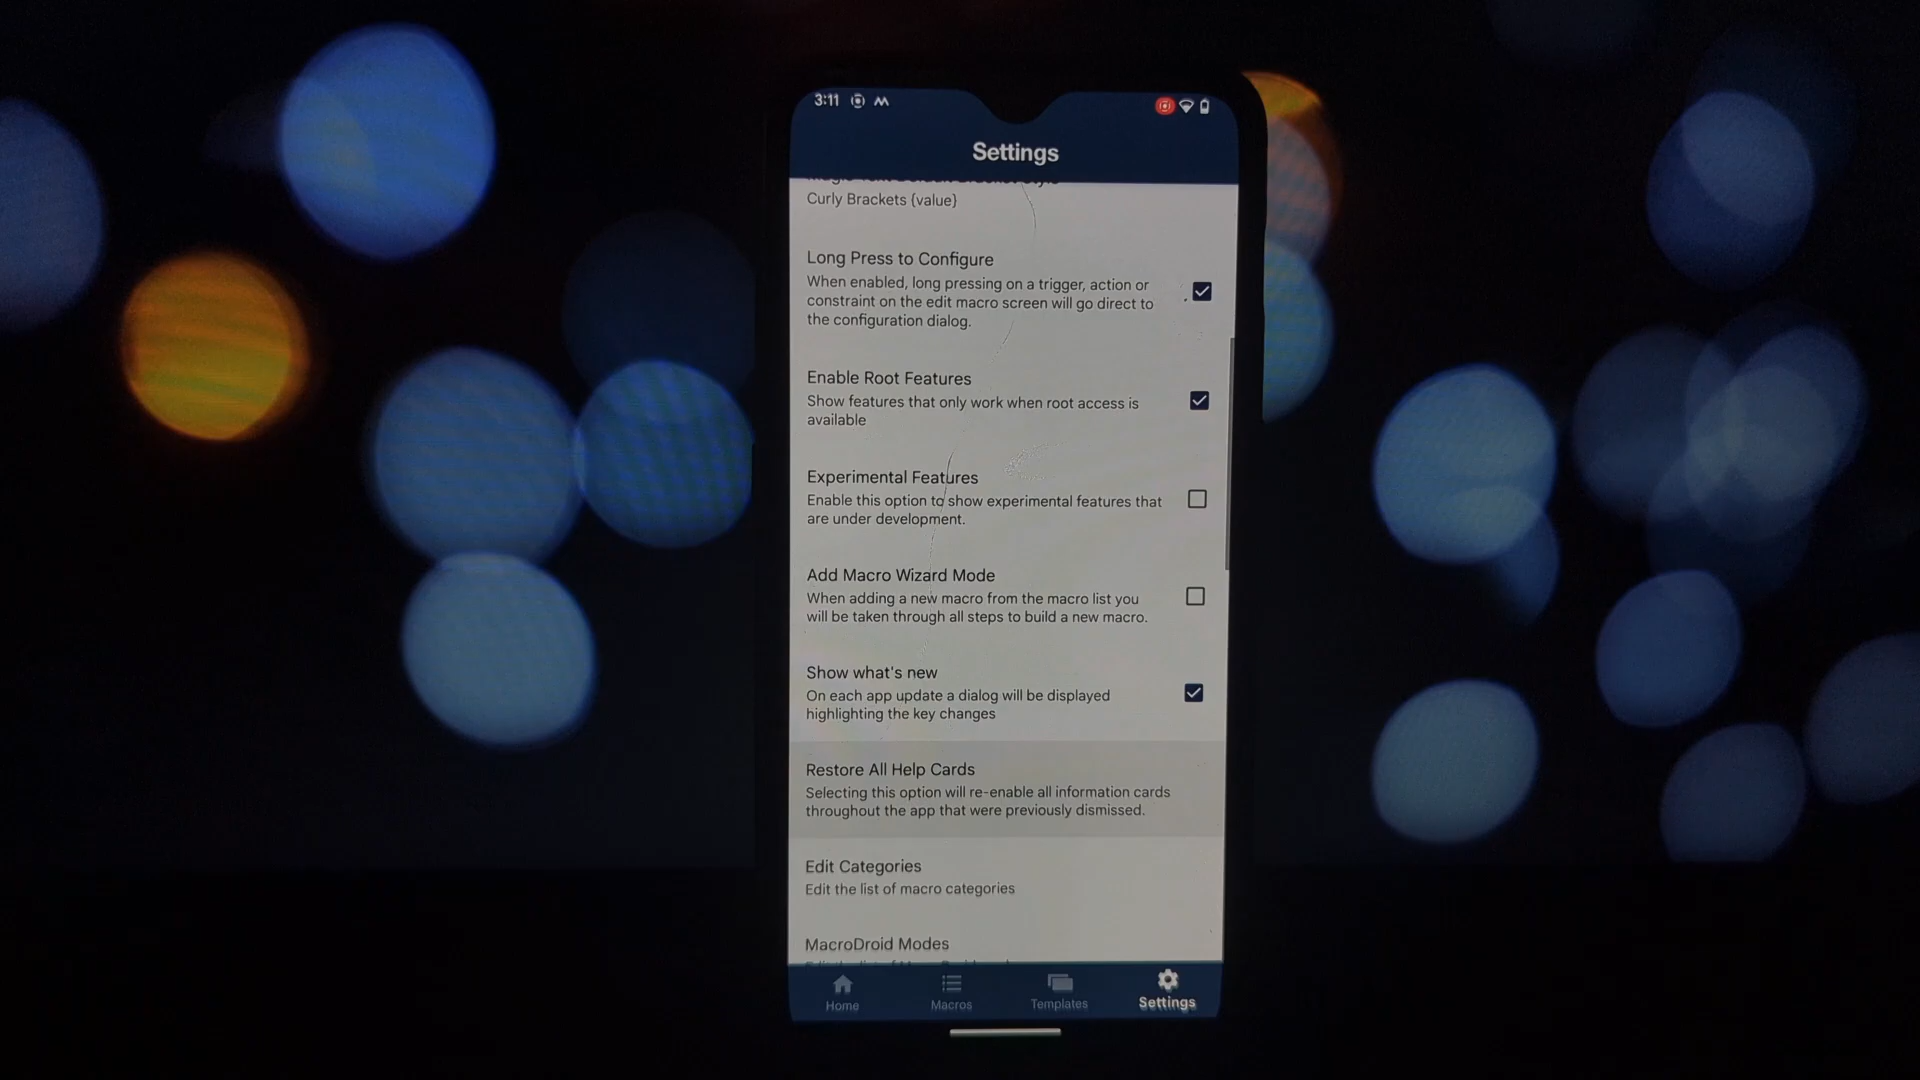 3:11
Settings
Curly Brackets {value}
Long Press to Configure
When enabled, long pressing on a trigger, action or
constraint on the edit macro screen will go direct to
the configuration dialog.
Enable Root Features
Show features that only work when root access is
available
Experimental Features
Enable this option to show experimental features that
are under development.
Add Macro Wizard Mode
When adding a new macro from the macro list you
will be taken through all steps to build a new macro.
Show what's new
On each app update a dialog will be displayed
highlighting the key changes
Restore All Help Cards
Selecting this option will re-enable all information cards
throughout the app that were previously dismissed.
Edit Categories
Edit the list of macro categories
MacroDroid Modes
Home
Macros
Templates
Settings